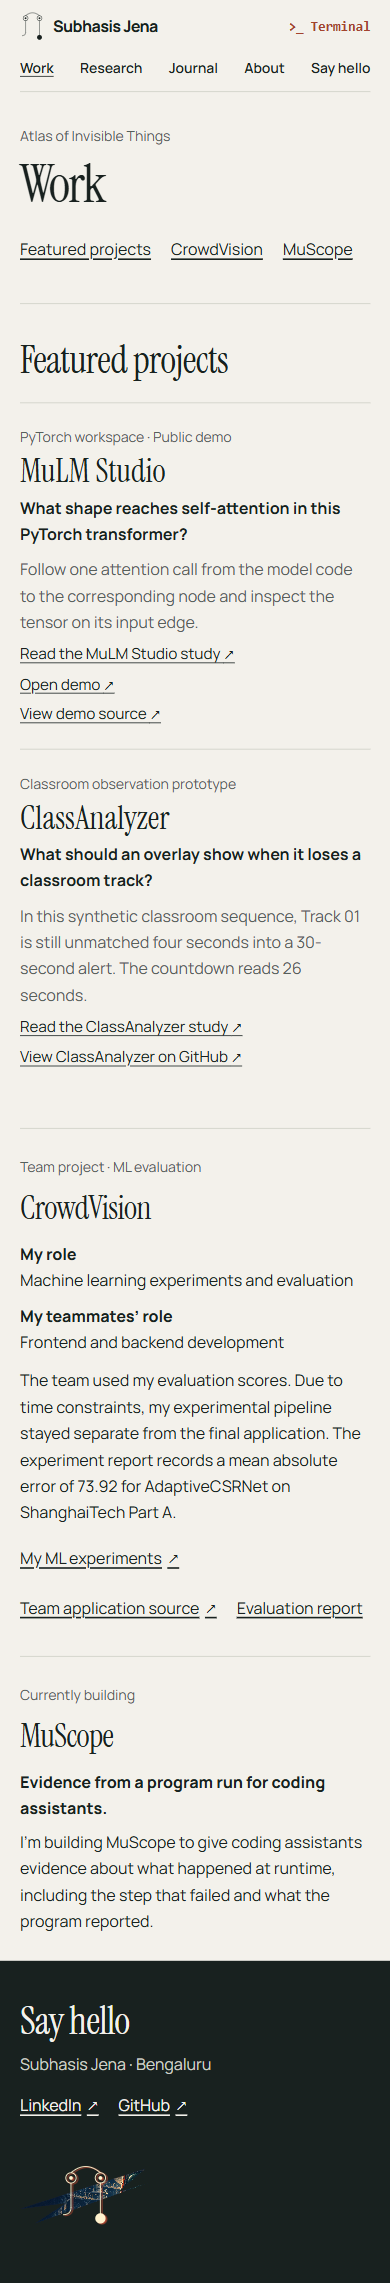 Subhasis Jena
>_ Terminal
Work Research Journal About Say hello
Atlas of Invisible Things
Work
Featured projects CrowdVision MuScope
Featured projects
PyTorch workspace · Public demo
MuLM Studio
What shape reaches self-attention in this
PyTorch transformer?
Follow one attention call from the model code
to the corresponding node and inspect the
tensor on its input edge.
Read the MuLM Studio study ↗
Open demo ↗
View demo source ↗
Classroom observation prototype
ClassAnalyzer
What should an overlay show when it loses a
classroom track?
In this synthetic classroom sequence, Track 01
is still unmatched four seconds into a 30-
second alert. The countdown reads 26
seconds.
Read the ClassAnalyzer study ↗
View ClassAnalyzer on GitHub ↗
Team project · ML evaluation
CrowdVision
My role
Machine learning experiments and evaluation
My teammates’ role
Frontend and backend development
The team used my evaluation scores. Due to
time constraints, my experimental pipeline
stayed separate from the final application. The
experiment report records a mean absolute
error of 73.92 for AdaptiveCSRNet on
ShanghaiTech Part A.
My ML experiments ↗
Team application source ↗ Evaluation report
Currently building
MuScope
Evidence from a program run for coding
assistants.
I’m building MuScope to give coding assistants
evidence about what happened at runtime,
including the step that failed and what the
program reported.
Say hello
Subhasis Jena · Bengaluru
LinkedIn ↗ GitHub ↗